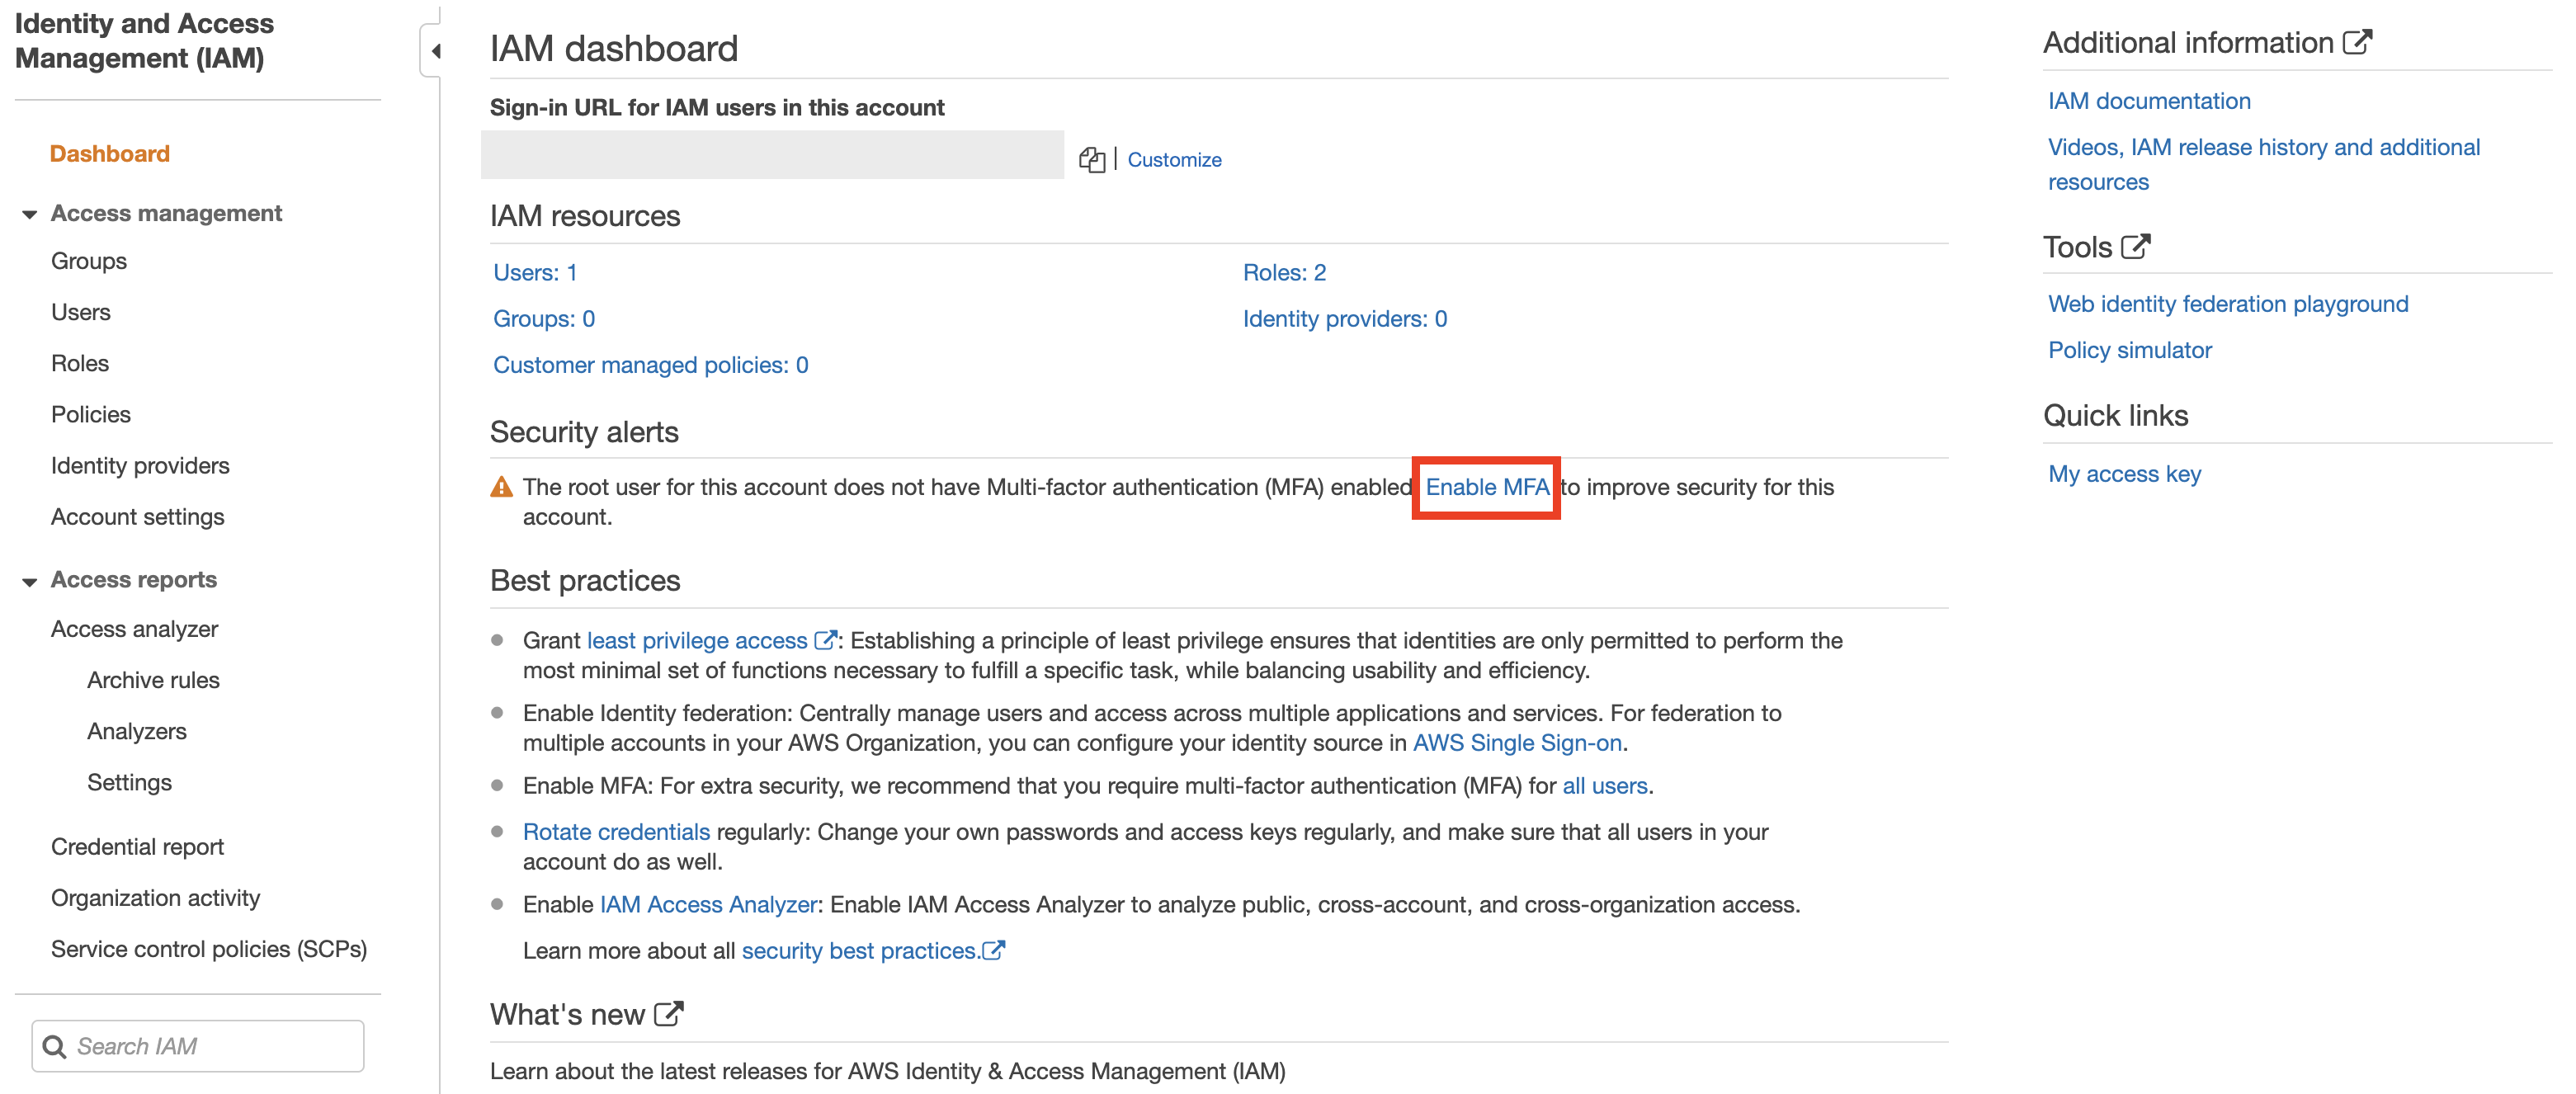 Identity and Access
Management (IAM)
Dashboard
Access management
Groups
Users
Roles
Policies
Identity providers
Account settings
Access reports
Access analyzer
Archive rules
Analyzers
Settings
Credential report
Organization activity
Service control policies (SCPs)
Search IAM
IAM dashboard
Sign-in URL for IAM users in this account
Customize
IAM resources
Users: 1
Roles: 2
Groups: 0
Identity providers: 0
Customer managed policies: 0
Security alerts
The root user for this account does not have Multi-factor authentication (MFA) enabled Enable MFA to improve security for this
account.
Best practices
Grant least privilege access : Establishing a principle of least privilege ensures that identities are only permitted to perform the
most minimal set of functions necessary to fulfill a specific task, while balancing usability and efficiency.
Enable Identity federation: Centrally manage users and access across multiple applications and services. For federation to
multiple accounts in your AWS Organization, you can configure your identity source in AWS Single Sign-on.
Enable MFA: For extra security, we recommend that you require multi-factor authentication (MFA) for all users.
Rotate credentials regularly: Change your own passwords and access keys regularly, and make sure that all users in your
account do as well.
Enable IAM Access Analyzer: Enable IAM Access Analyzer to analyze public, cross-account, and cross-organization access.
Learn more about all security best practices.
What's new
Learn about the latest releases for AWS Identity & Access Management (IAM)
Additional information
IAM documentation
Videos, IAM release history and additional
resources
Tools
Web identity federation playground
Policy simulator
Quick links
My access key